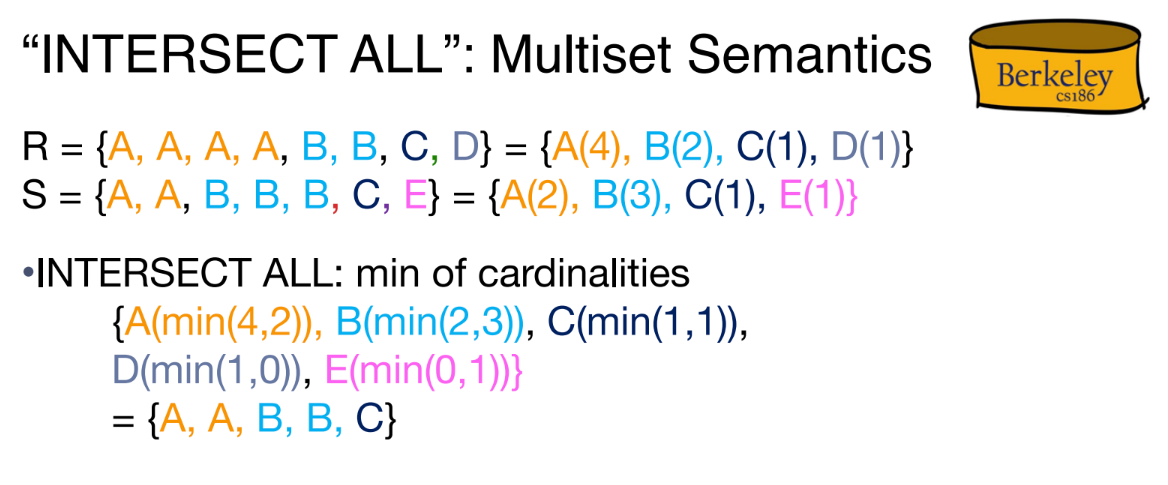 “INTERSECT ALL”: Multiset Semantics
Berkeley
cs186
R = {A, A, A, A, B, B, C, D} = {A(4), B(2), C(1), D(1)}
S = {A, A, B, B, B, C, E} = {A(2), B(3), C(1), E(1)}
•INTERSECT ALL: min of cardinalities
{A(min(4,2)), B(min(2,3)), C(min(1,1)),
D(min(1,0)), E(min(0,1))}
= {A, A, B, B, C}